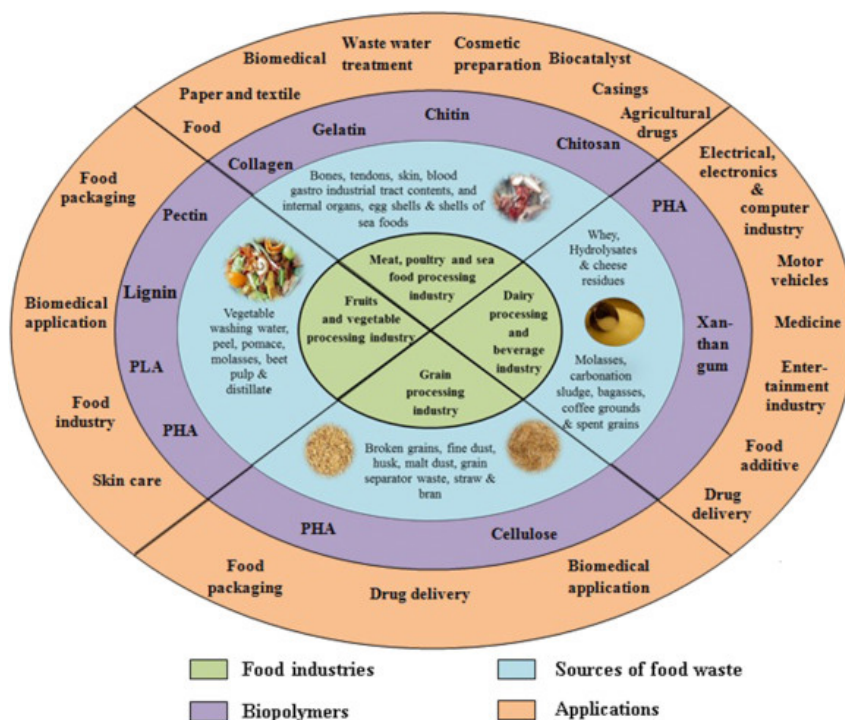 Biomedical
Waste water
treatment
Cosmetic
preparation
Biocatalyst
Casings
Agricultural
drugs
Paper and textile
Food
Collagen
Gelatin
Chitin
Chitosan
Bones, tendons, skin, blood
gastro industrial tract contents, and
internal organs, egg shells & shells of
sea foods
Meat, poultry and sea
food processing
industry
Electrical,
electronics
&
computer
industry
Motor
vehicles
Medicine
Enter-
tainment
industry
Food
additive
Drug
delivery
PHA
Xan-
than
gum
Whey,
Hydrolysates
& cheese
residues
Molasses,
carbonation
sludge, bagasses,
coffee grounds
& spent grains
Dairy
processing
and
beverage
industry
Food
packaging
Biomedical
application
Food
industry
Skin care
Pectin
Lignin
PLA
PHA
Vegetable
washing water,
peel, pomace,
molasses, beet
pulp &
distillate
Fruits
and vegetable
processing industry
Grain
processing
industry
Broken grains, fine dust,
husk, malt dust, grain
separator waste, straw &
bran
PHA
Cellulose
Food
packaging
Drug delivery
Biomedical
application
Food industries
Sources of food waste
Biopolymers
Applications